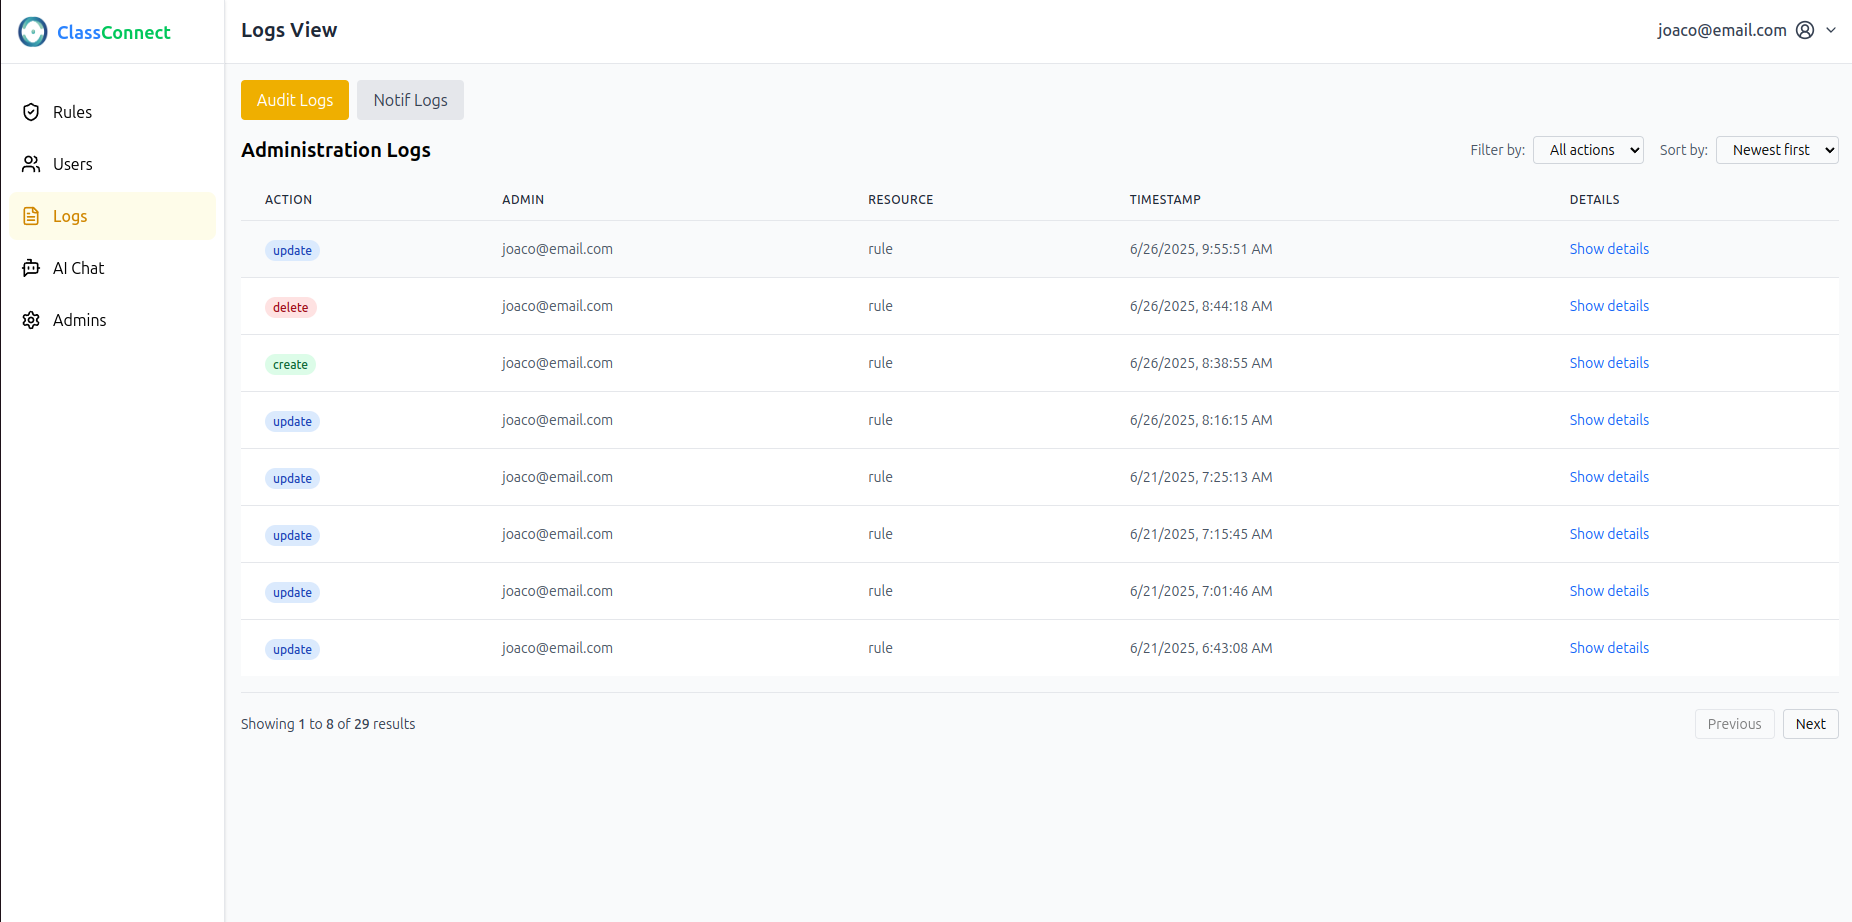 ClassConnect
Logs View
joaco@email.com
Rules
Users
Logs
AI Chat
Admins
Audit Logs
Notif Logs
Administration Logs
Filter by: All actions Sort by: Newest first
ACTION ADMIN RESOURCE TIMESTAMP DETAILS
update joaco@email.com rule 6/26/2025, 9:55:51 AM Show details
delete joaco@email.com rule 6/26/2025, 8:44:18 AM Show details
create joaco@email.com rule 6/26/2025, 8:38:55 AM Show details
update joaco@email.com rule 6/26/2025, 8:16:15 AM Show details
update joaco@email.com rule 6/21/2025, 7:25:13 AM Show details
update joaco@email.com rule 6/21/2025, 7:15:45 AM Show details
update joaco@email.com rule 6/21/2025, 7:01:46 AM Show details
update joaco@email.com rule 6/21/2025, 6:43:08 AM Show details
Showing 1 to 8 of 29 results
Previous Next